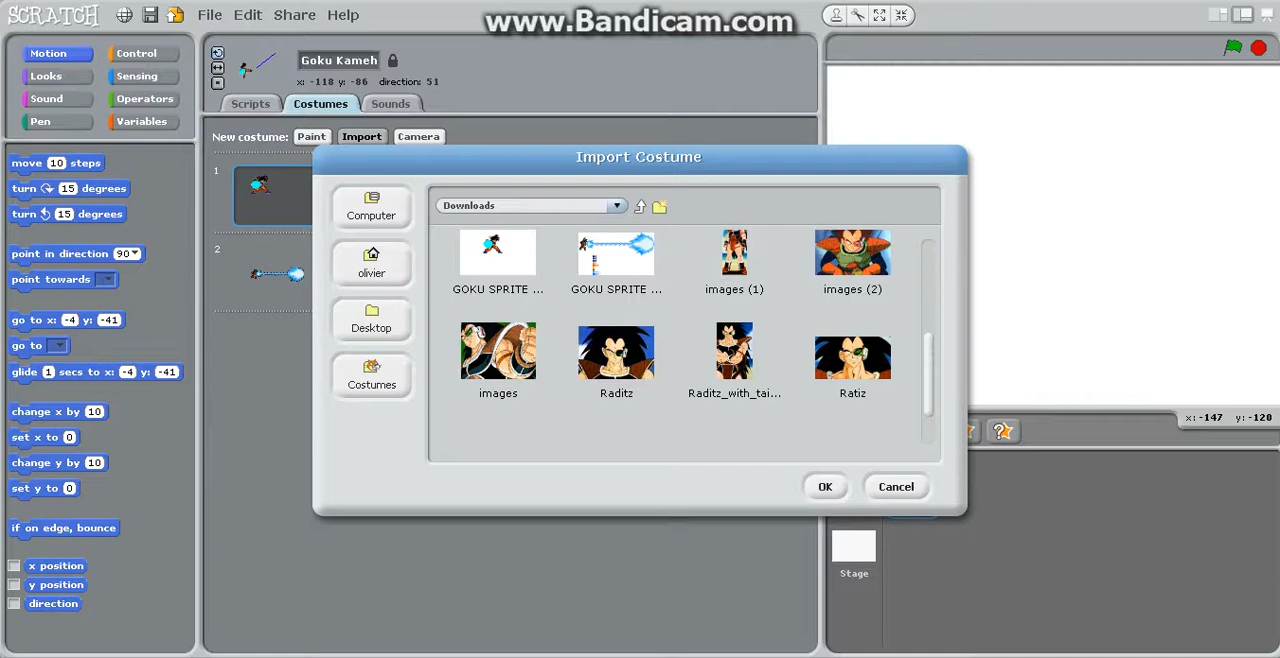 SCRATCH File Edit Share Help
www.Bandicam.com
Motion Control
Looks Sensing
Sound Operators
Pen Variables
move 10 steps
turn 15 degrees
turn 15 degrees
point in direction 90
point towards
go to x: -4 y: -41
go to
glide 1 secs to x: -4 y: -41
change x by 10
set x to 0
change y by 10
set y to 0
if on edge, bounce
x position
y position
direction
Goku Kameh
x: -118 y: -86 direction: 51
Scripts Costumes Sounds
New costume: Paint Import Camera
1
2
Import Costume
Computer
olivier
Desktop
Costumes
Downloads
GOKU SPRITE ... GOKU SPRITE ... images (1) images (2)
images Raditz Raditz_with_tai... Ratiz
OK Cancel
x: -147 y: -120
Stage